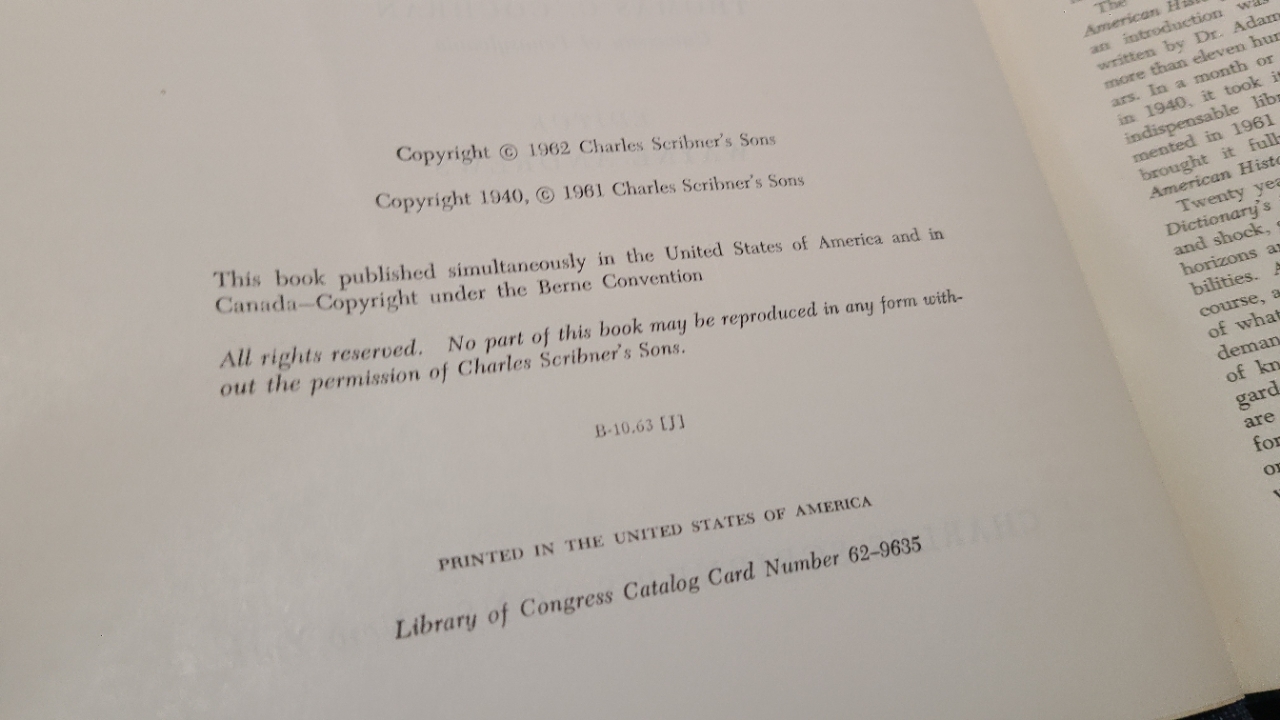 Copyright © 1962 Charles Scribner's Sons
Copyright 1940, © 1961 Charles Scribner's Sons
This book published simultaneously in the United States of America and in
Canada—Copyright under the Berne Convention
All rights reserved. No part of this book may be reproduced in any form with-
out the permission of Charles Scribner's Sons.
B-10.63 [J]
PRINTED IN THE UNITED STATES OF AMERICA
Library of Congress Catalog Card Number 62–9635
The
American Hist
an introduction was
written by Dr. Adam
more than eleven hun
ars. In a month or
in 1940, it took it
indispensable libr
mented in 1961
brought it full
American Histo
Twenty yea
Dictionary's
and shock,
horizons a
bilities.
course, a
of what
deman
of kn
gard
are
for